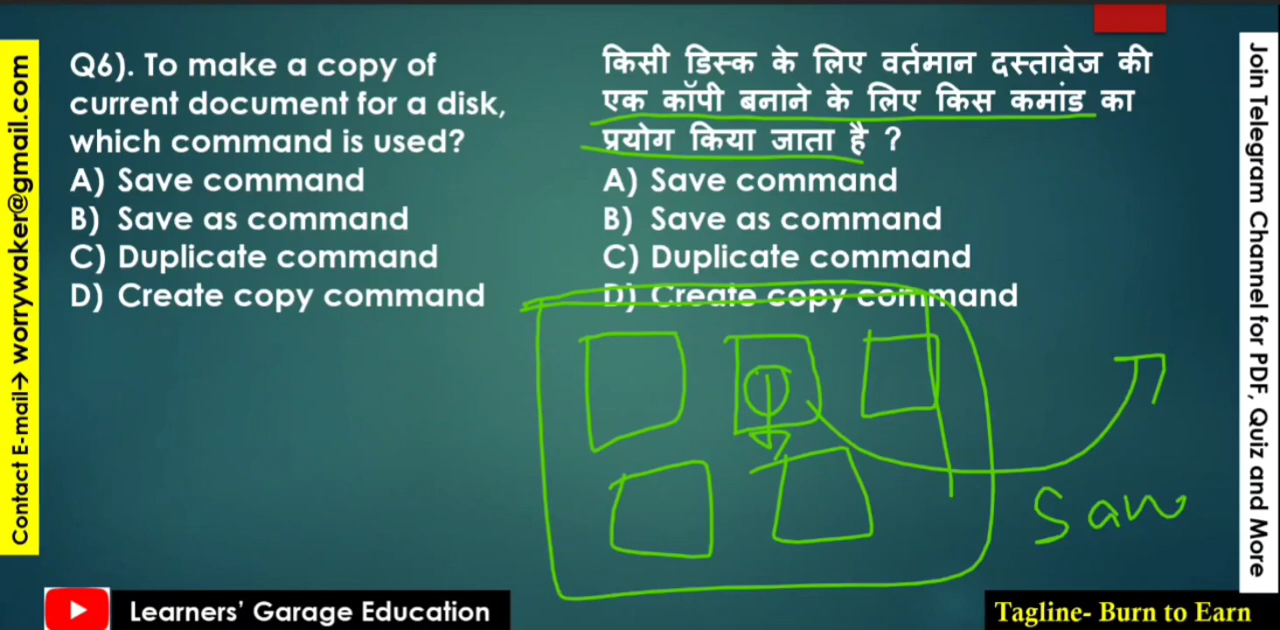 Contact E-mail→ worrywaker@gmail.com
Q6). To make a copy of
current document for a disk,
which command is used?
A) Save command
B) Save as command
C) Duplicate command
D) Create copy command
किसी डिस्क के लिए वर्तमान दस्तावेज की
एक कॉपी बनाने के लिए किस कमांड का
प्रयोग किया जाता है ?
A) Save command
B) Save as command
C) Duplicate command
D) Create copy command
Join Telegram Channel for PDF, Quiz and More
Learners' Garage Education
Tagline- Burn to Earn